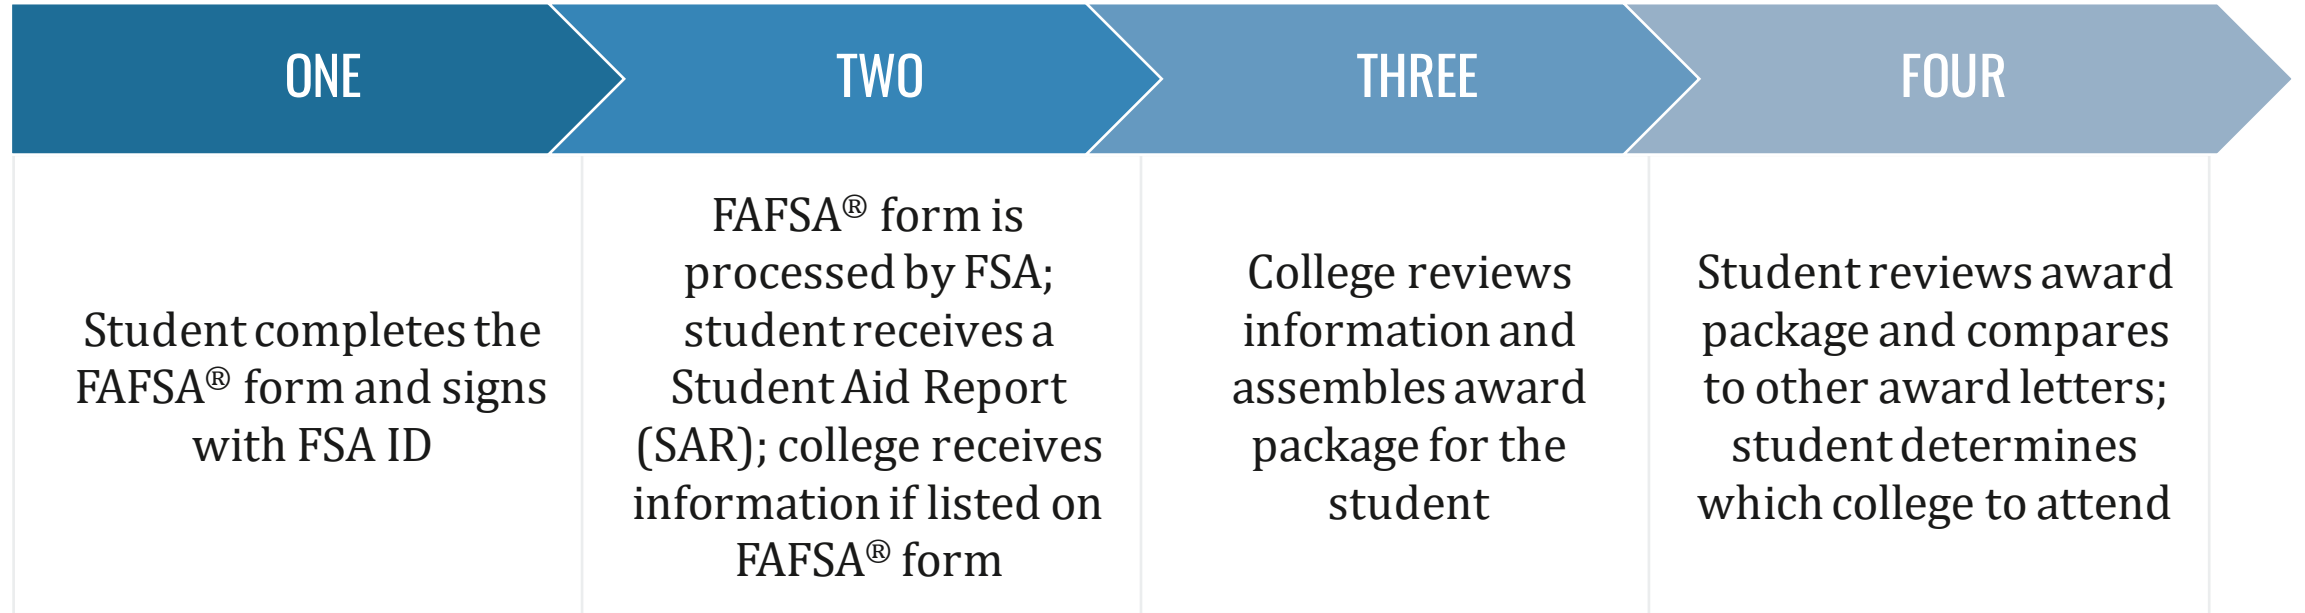 ONE
TWO
THREE
FOUR
Student completes the
FAFSA® form and signs
with FSA ID
FAFSA® form is
processed by FSA;
student receives a
Student Aid Report
(SAR); college receives
information if listed on
FAFSA® form
College reviews
information and
assembles award
package for the
student
Student reviews award
package and compares
to other award letters;
student determines
which college to attend